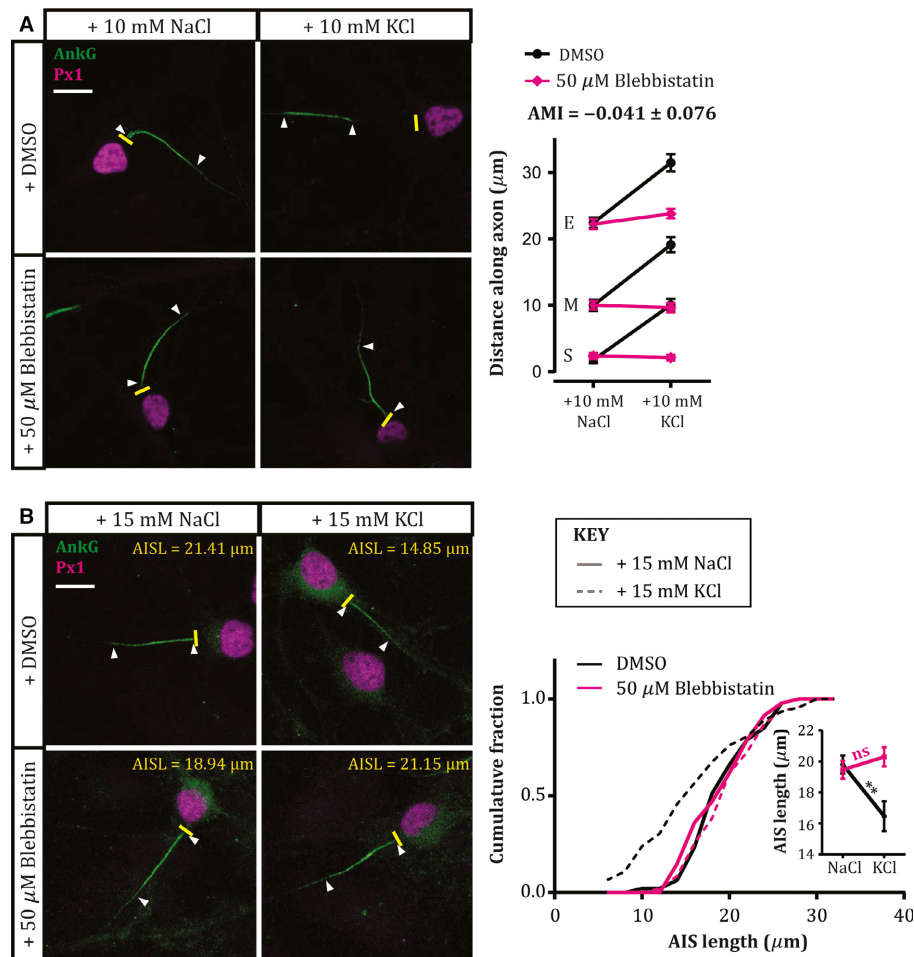 A
+ 10 mM NaCl
+ 10 mM KCl
AnkG
Px1
+ DMSO
+ 50 µM Blebbistatin
DMSO
50 µM Blebbistatin
AMI = −0.041 ± 0.076
Distance along axon (µm)
30
20
10
0
E
M
S
+10 mM
NaCl
+10 mM
KCl
B
+ 15 mM NaCl
+ 15 mM KCl
AnkG
Px1
AISL = 21.41 µm
AISL = 14.85 µm
+ DMSO
AISL = 18.94 µm
AISL = 21.15 µm
+ 50 µM Blebbistatin
KEY
+ 15 mM NaCl
+ 15 mM KCl
DMSO
50 µM Blebbistatin
Cumulatuve fraction
1.0
0.5
0.0
0
10
20
30
40
AIS length (µm)
AIS length (µm)
22
20
18
16
14
ns
**
NaCl
KCl